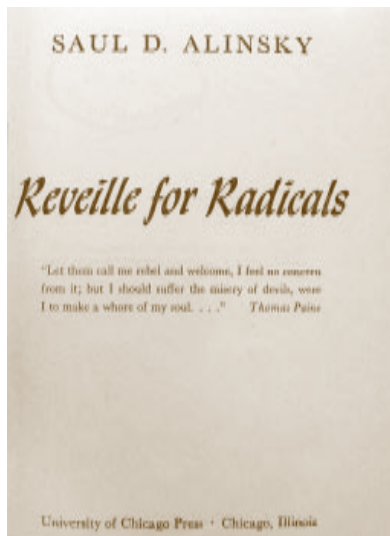 SAUL D. ALINSKY
Reveille for Radicals
"Let them call me rebel and welcome, I feel no concern
from it; but I should suffer the misery of devils, were
I to make a whore of my soul. . . ." Thomas Paine
University of Chicago Press · Chicago, Illinois